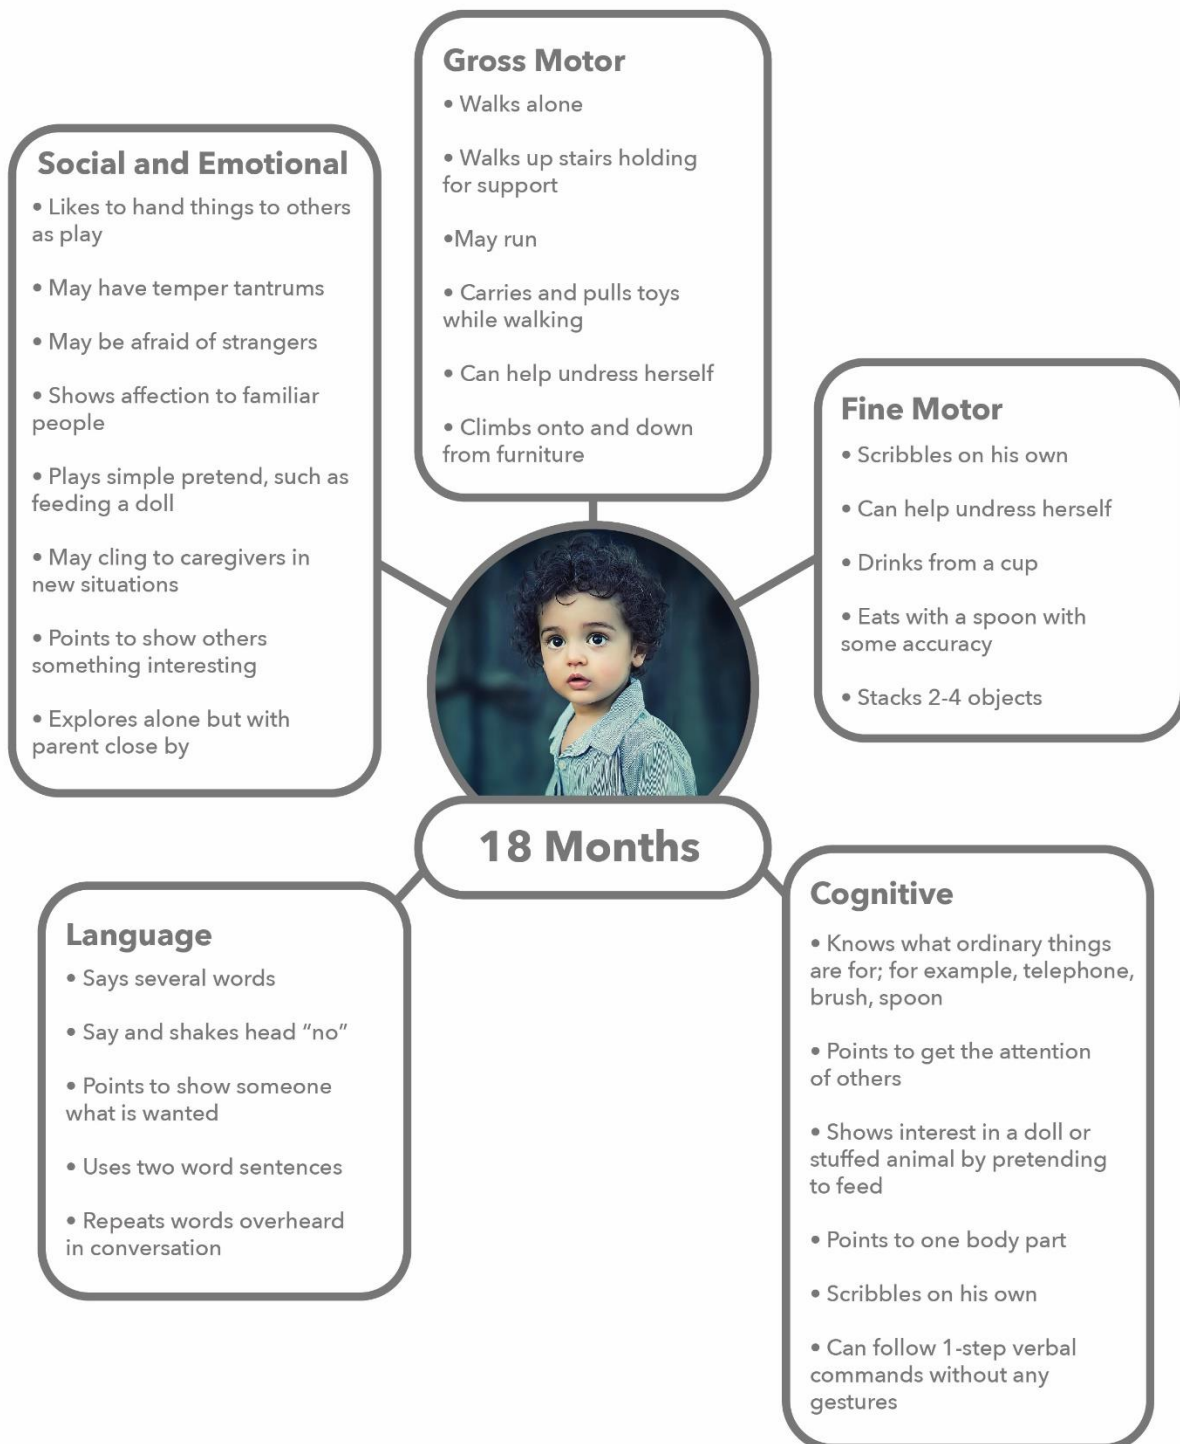 Gross Motor
• Walks alone
• Walks up stairs holding
for support
•May run
• Carries and pulls toys
while walking
• Can help undress herself
• Climbs onto and down
from furniture
Social and Emotional
• Likes to hand things to others
as play
• May have temper tantrums
• May be afraid of strangers
• Shows affection to familiar
people
• Plays simple pretend, such as
feeding a doll
• May cling to caregivers in
new situations
• Points to show others
something interesting
• Explores alone but with
parent close by
Fine Motor
• Scribbles on his own
• Can help undress herself
• Drinks from a cup
• Eats with a spoon with
some accuracy
• Stacks 2-4 objects
18 Months
Language
• Says several words
• Say and shakes head “no”
• Points to show someone
what is wanted
• Uses two word sentences
• Repeats words overheard
in conversation
Cognitive
• Knows what ordinary things
are for; for example, telephone,
brush, spoon
• Points to get the attention
of others
• Shows interest in a doll or
stuffed animal by pretending
to feed
• Points to one body part
• Scribbles on his own
• Can follow 1-step verbal
commands without any
gestures